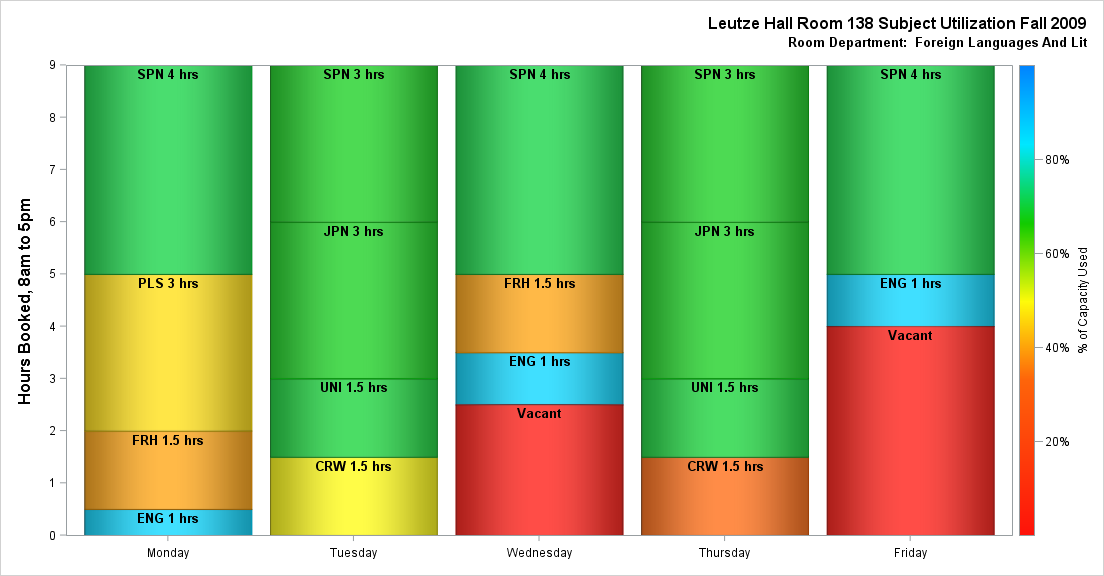 Leutze Hall Room 138 Subject Utilization Fall 2009
Room Department:  Foreign Languages And Lit
Hours Booked, 8am to 5pm
9
8
7
6
5
4
3
2
1
0
SPN 4 hrs
PLS 3 hrs
FRH 1.5 hrs
ENG 1 hrs
SPN 3 hrs
JPN 3 hrs
UNI 1.5 hrs
CRW 1.5 hrs
SPN 4 hrs
FRH 1.5 hrs
ENG 1 hrs
Vacant
SPN 3 hrs
JPN 3 hrs
UNI 1.5 hrs
CRW 1.5 hrs
SPN 4 hrs
ENG 1 hrs
Vacant
Monday
Tuesday
Wednesday
Thursday
Friday
80%
60%
40%
20%
% of Capacity Used